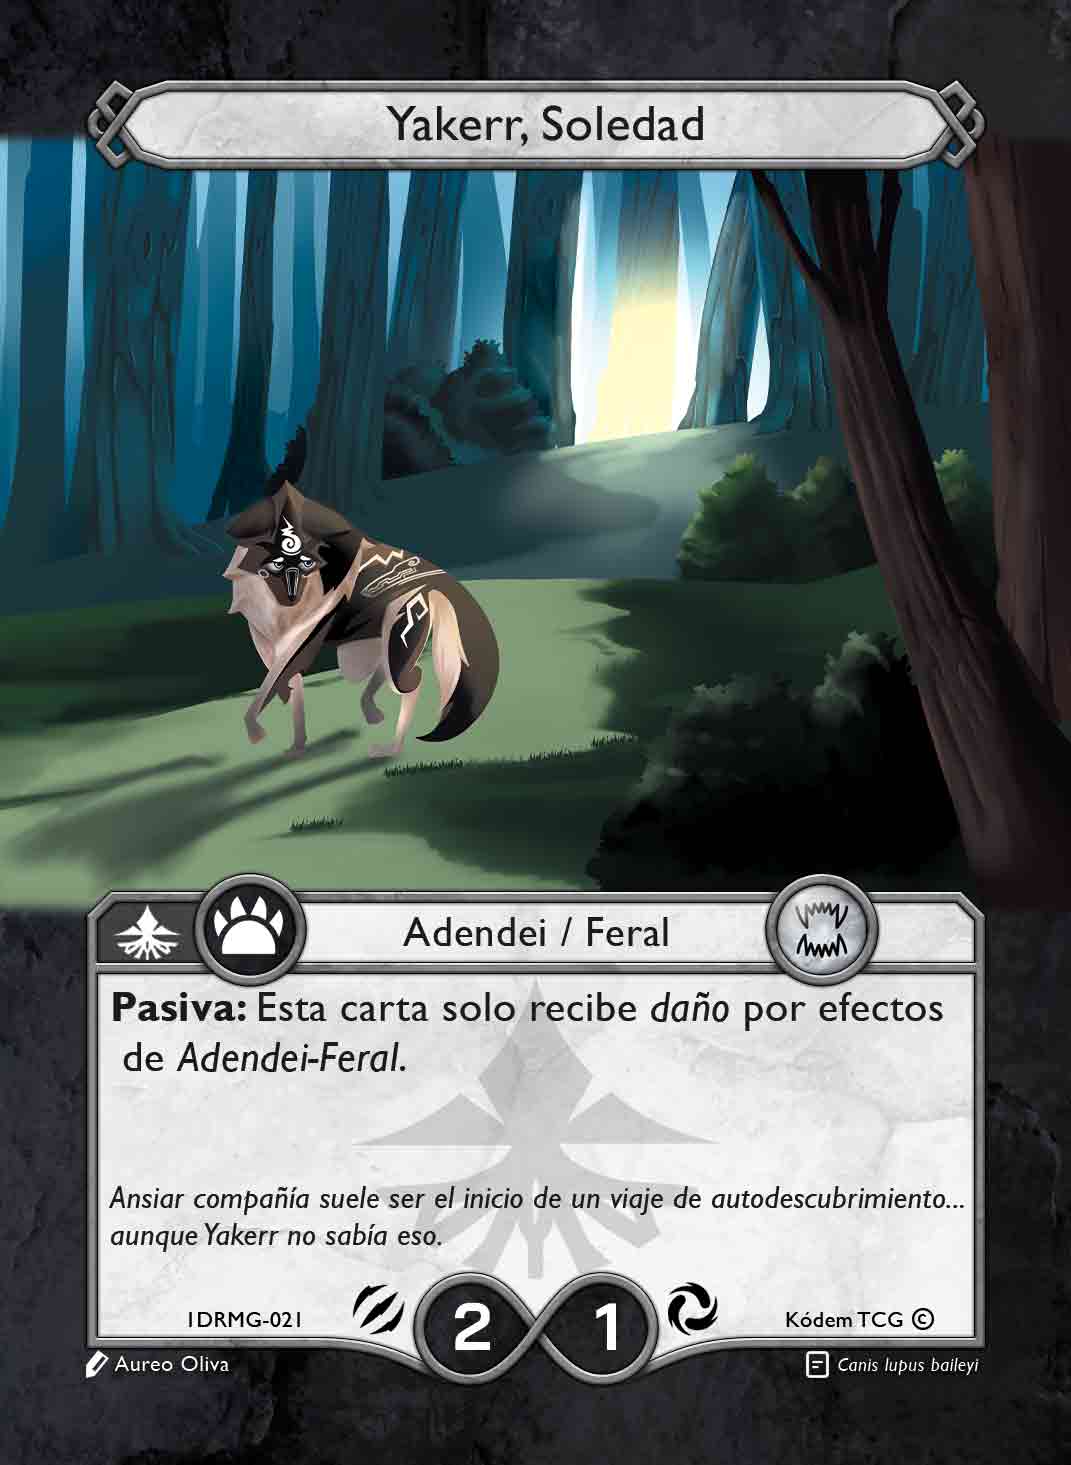 Yakerr, Soledad
Adendei / Feral
Pasiva: Esta carta solo recibe daño por efectos
de Adendei-Feral.
Ansiar compañía suele ser el inicio de un viaje de autodescubrimiento...
aunque Yakerr no sabía eso.
2 1
1DRMG-021
Kódem TCG ©
Aureo Oliva
Canis lupus baileyi